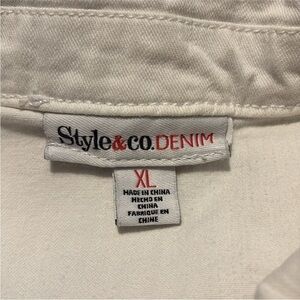 Style&co.DENIM
XL
MADE IN CHINA
HECHO EN
CHINA
FABRIQUE EN
CHINE